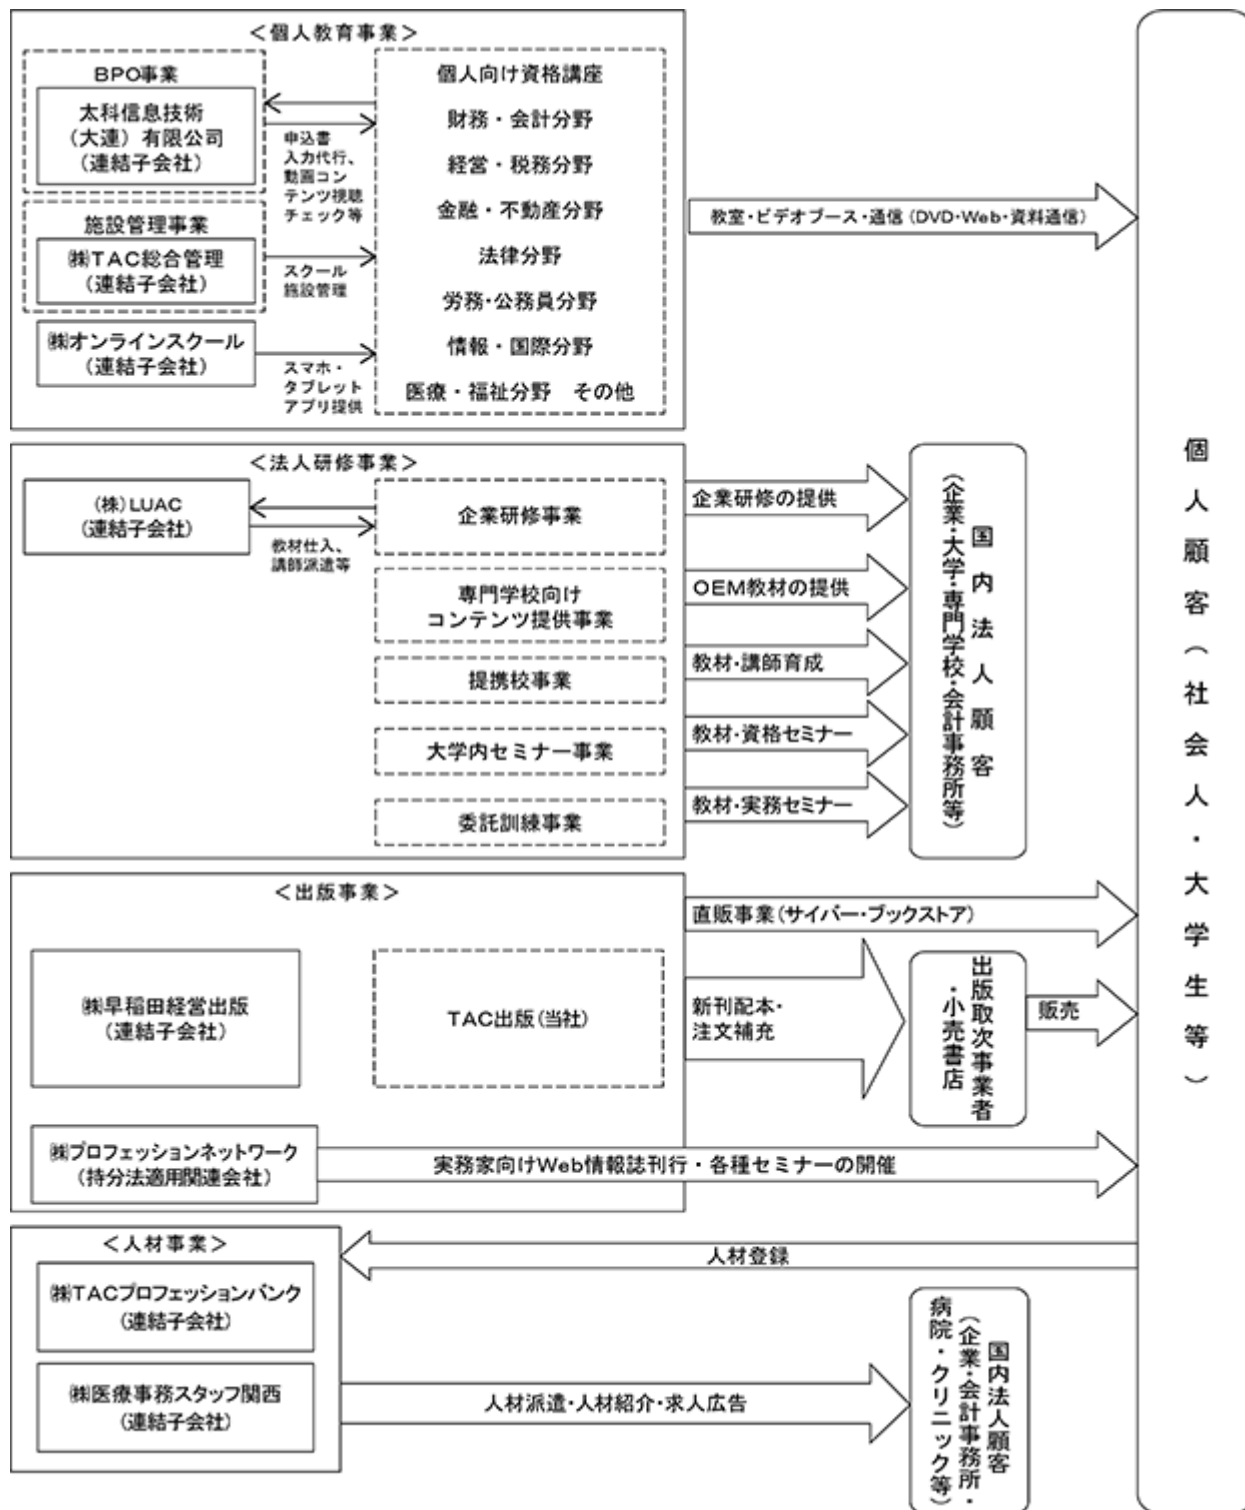 ＜個人教育事業＞
BPO事業
太科信息技術
（大連）有限公司
（連結子会社）
申込書
入力代行、
動画コン
テンツ視聴
チェック等
施設管理事業
㈱TAC総合管理
（連結子会社）
スクール
施設管理
㈱オンラインスクール
（連結子会社）
スマホ・
タブレット
アプリ提供
個人向け資格講座
財務・会計分野
経営・税務分野
金融・不動産分野
法律分野
労務・公務員分野
情報・国際分野
医療・福祉分野　その他
教室・ビデオブース・通信（DVD・Web・資料通信）
＜法人研修事業＞
（株）LUAC
（連結子会社）
教材仕入、
講師派遣等
企業研修事業
専門学校向け
コンテンツ提供事業
提携校事業
大学内セミナー事業
委託訓練事業
企業研修の提供
OEM教材の提供
教材・講師育成
教材・資格セミナー
教材・実務セミナー
国内法人顧客
（企業・大学・専門学校・会計事務所等）
＜出版事業＞
㈱早稲田経営出版
（連結子会社）
TAC出版（当社）
直販事業（サイバー・ブックストア）
新刊配本・
注文補充
出版取次事業者
・小売書店
販売
㈱プロフェッションネットワーク
（持分法適用関連会社）
実務家向けWeb情報誌刊行・各種セミナーの開催
＜人材事業＞
㈱TACプロフェッションバンク
（連結子会社）
㈱医療事務スタッフ関西
（連結子会社）
人材登録
人材派遣・人材紹介・求人広告
国内法人顧客
（企業・会計事務所・
病院・クリニック等）
個人顧客（社会人・大学生等）